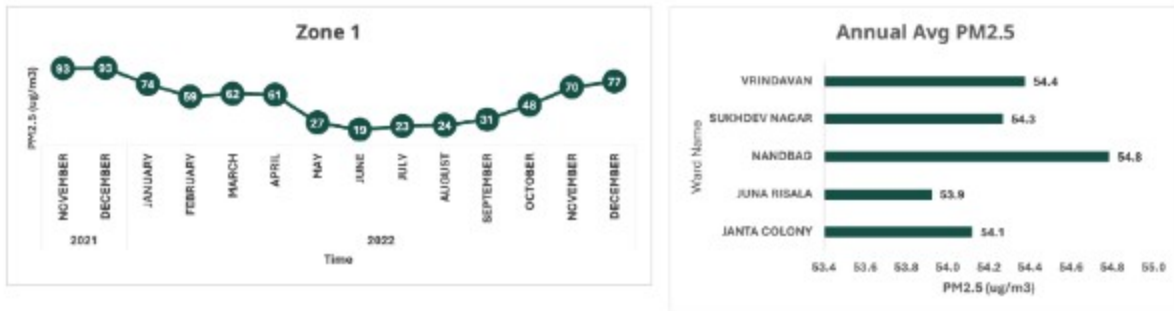 Zone 1
PM2.5 (ug/m3)
93
93
74
59
62
61
27
19
23
24
31
48
70
77
NOVEMBER
DECEMBER
JANUARY
FEBRUARY
MARCH
APRIL
MAY
JUNE
JULY
AUGUST
SEPTEMBER
OCTOBER
NOVEMBER
DECEMBER
2021
2022
Time
Annual Avg PM2.5
Ward Name
VRINDAVAN
54.4
SUKHDEV NAGAR
54.3
NANDBAG
54.8
JUNA RISALA
53.9
JANTA COLONY
54.1
53.4 53.6 53.8 54.0 54.2 54.4 54.6 54.8 55.0
PM2.5 (ug/m3)